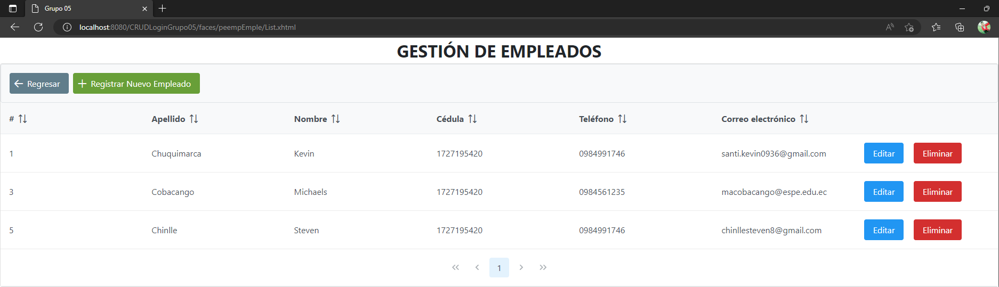 Grupo 05
localhost:8080/CRUDLoginGrupo05/faces/peempEmple/List.xhtml
GESTIÓN DE EMPLEADOS
Regresar Registrar Nuevo Empleado
# Apellido Nombre Cédula Teléfono Correo electrónico
1 Chuquimarca Kevin 1727195420 0984991746 santi.kevin0936@gmail.com Editar Eliminar
3 Cobacango Michaels 1727195420 0984561235 macobacango@espe.edu.ec Editar Eliminar
5 Chinlle Steven 1727195420 0984991746 chinllesteven8@gmail.com Editar Eliminar
1